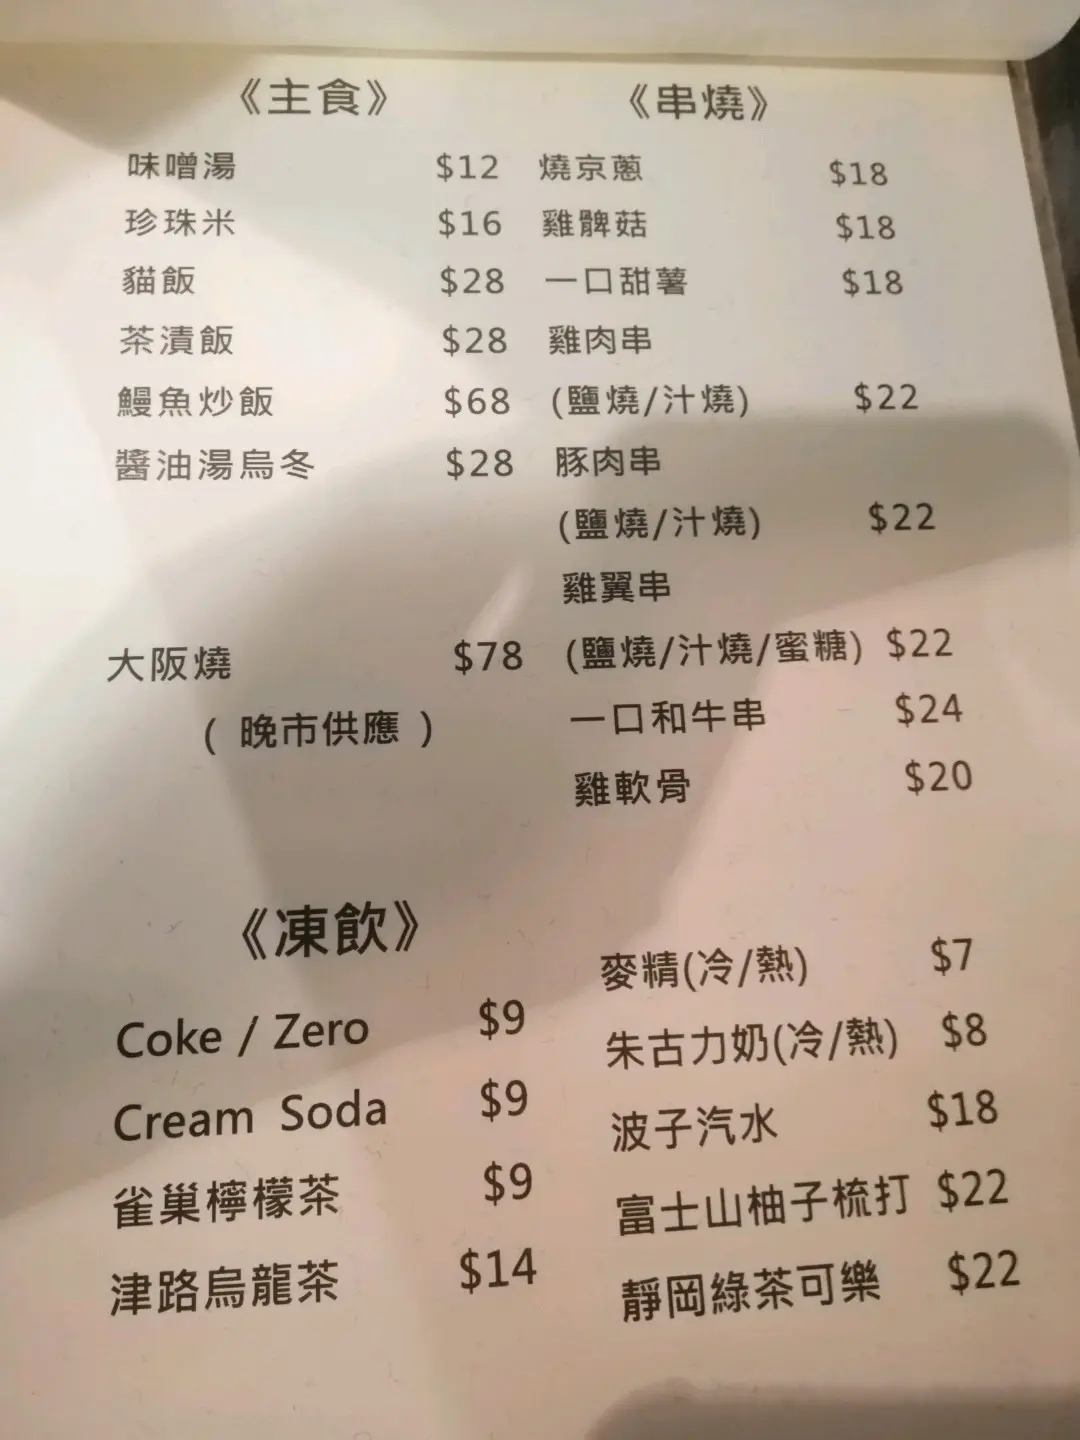 《主食》
味噌湯 $12
珍珠米 $16
貓飯 $28
茶漬飯 $28
鰻魚炒飯 $68
醬油湯烏冬 $28
大阪燒 $78
( 晚市供應 )
《串燒》
燒京蔥 $18
雞髀菇 $18
一口甜薯 $18
雞肉串
(鹽燒/汁燒) $22
豚肉串
(鹽燒/汁燒) $22
雞翼串
(鹽燒/汁燒/蜜糖) $22
一口和牛串 $24
雞軟骨 $20
《凍飲》
Coke / Zero $9
Cream Soda $9
雀巢檸檬茶 $9
津路烏龍茶 $14
麥精(冷/熱) $7
朱古力奶(冷/熱) $8
波子汽水 $18
富士山柚子梳打 $22
靜岡綠茶可樂 $22